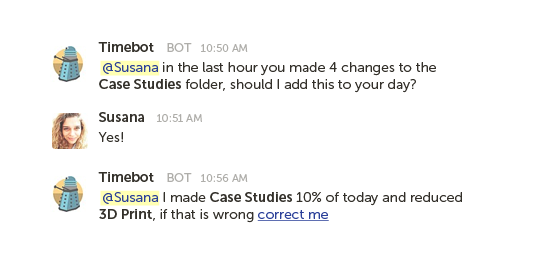 Timebot BOT 10:50 AM
@Susana in the last hour you made 4 changes to the
Case Studies folder, should I add this to your day?
Susana 10:51 AM
Yes!
Timebot BOT 10:56 AM
@Susana I made Case Studies 10% of today and reduced
3D Print, if that is wrong correct me